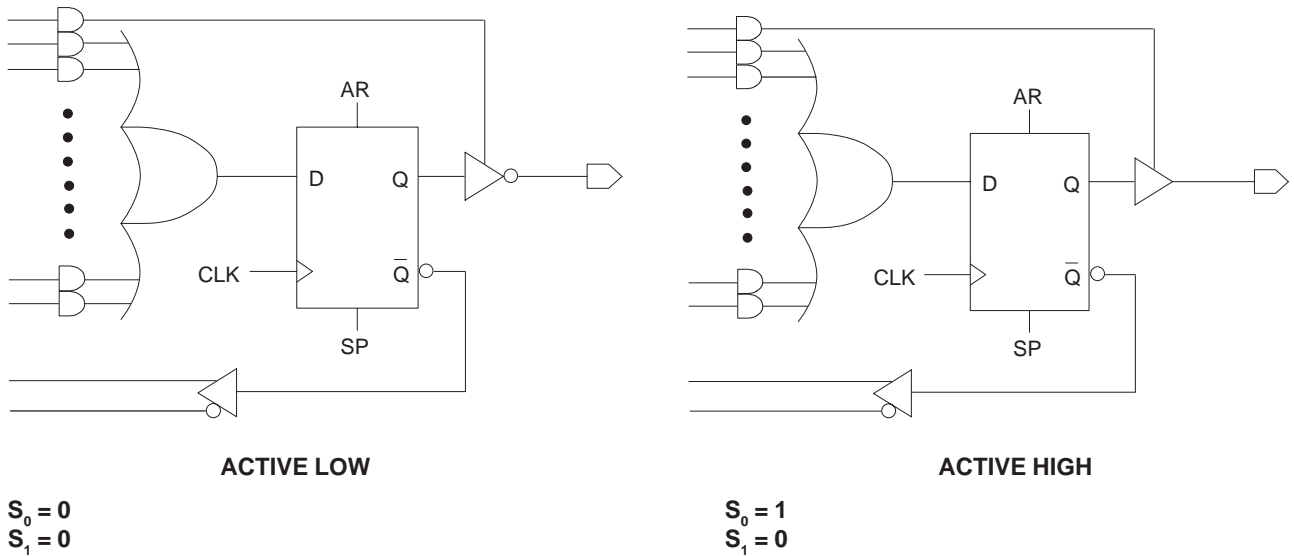 AR
D Q
CLK Q̅
SP
ACTIVE LOW
S₀ = 0
S₁ = 0
AR
D Q
CLK Q̅
SP
ACTIVE HIGH
S₀ = 1
S₁ = 0